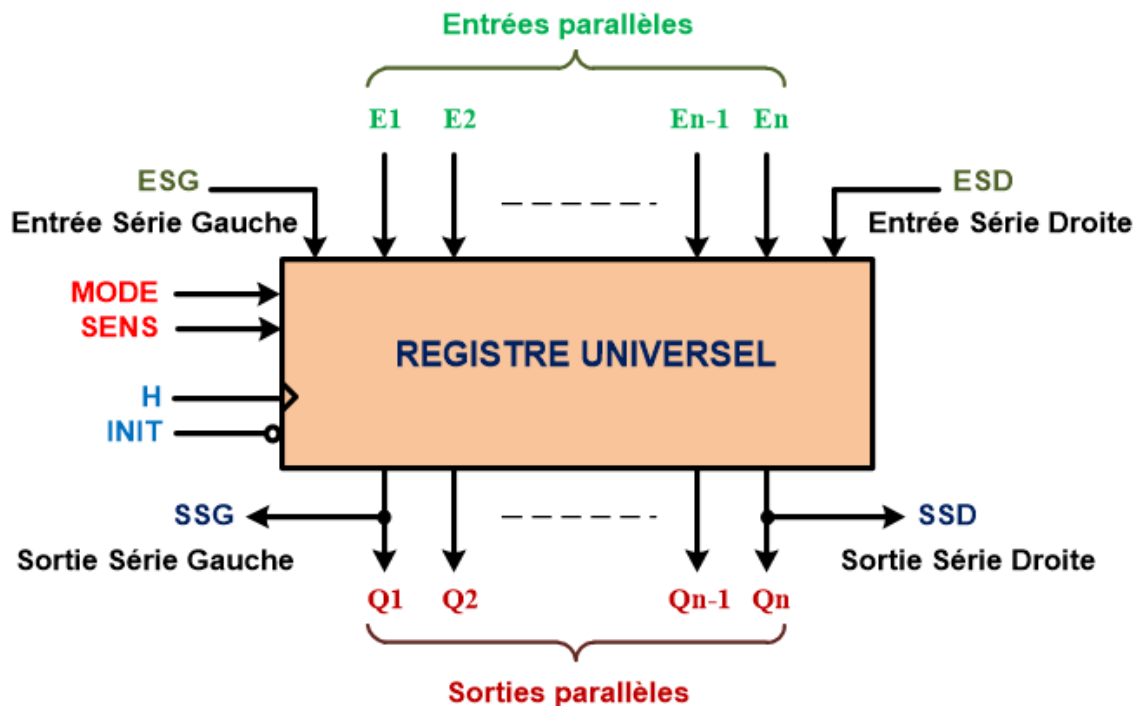 Entrées parallèles
E1 E2 En-1 En
ESG ESD
Entrée Série Gauche Entrée Série Droite
MODE
SENS
REGISTRE UNIVERSEL
H
INIT
SSG SSD
Sortie Série Gauche Sortie Série Droite
Q1 Q2 Qn-1 Qn
Sorties parallèles